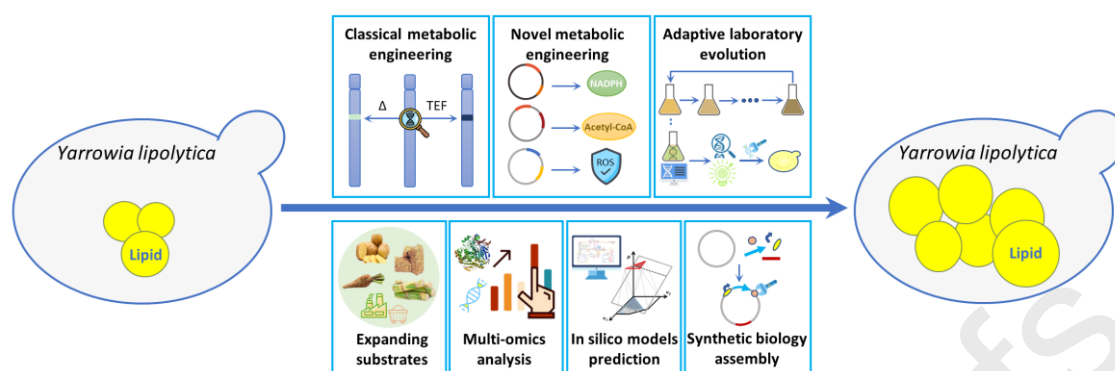 Classical metabolic
engineering
Δ
TEF
Novel metabolic
engineering
NADPH
Acetyl-CoA
ROS
Adaptive laboratory
evolution
Yarrowia lipolytica
Lipid
Yarrowia lipolytica
Lipid
Expanding
substrates
Multi-omics
analysis
In silico models
prediction
Synthetic biology
assembly